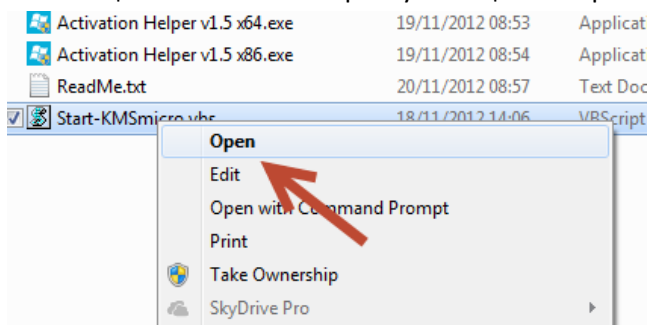 Activation Helper v1.5 x64.exe 19/11/2012 08:53 Applicat
Activation Helper v1.5 x86.exe 19/11/2012 08:54 Applicat
ReadMe.txt 20/11/2012 08:57 Text Doc
Start-KMSmicro.vbs 18/11/2012 14:06 VBScript
Open
Edit
Open with Command Prompt
Print
Take Ownership
SkyDrive Pro